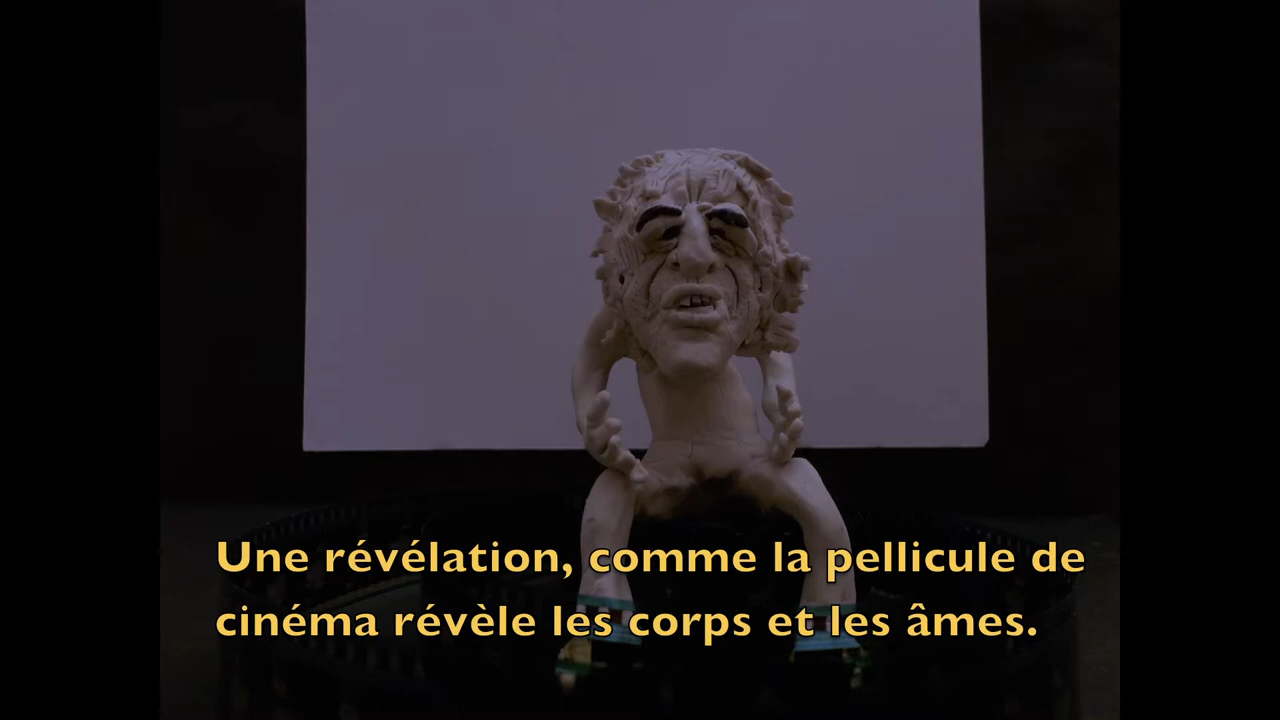 Une révélation, comme la pellicule de
cinéma révèle les corps et les âmes.